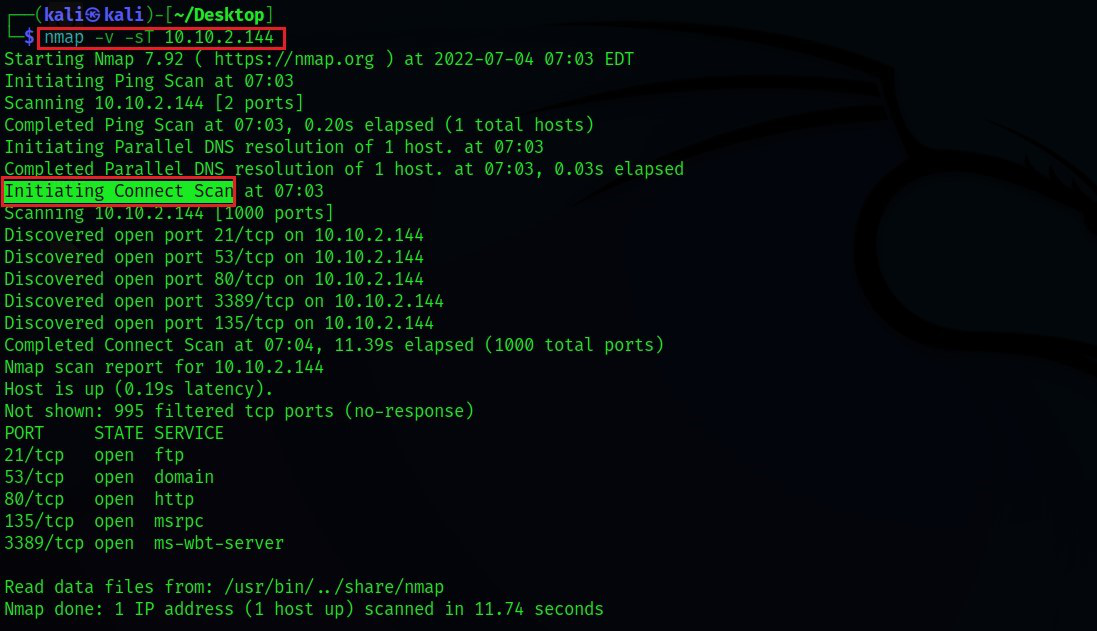 ┌──(kali㉿kali)-[~/Desktop]
└─$ nmap -v -sT 10.10.2.144
Starting Nmap 7.92 ( https://nmap.org ) at 2022-07-04 07:03 EDT
Initiating Ping Scan at 07:03
Scanning 10.10.2.144 [2 ports]
Completed Ping Scan at 07:03, 0.20s elapsed (1 total hosts)
Initiating Parallel DNS resolution of 1 host. at 07:03
Completed Parallel DNS resolution of 1 host. at 07:03, 0.03s elapsed
Initiating Connect Scan at 07:03
Scanning 10.10.2.144 [1000 ports]
Discovered open port 21/tcp on 10.10.2.144
Discovered open port 53/tcp on 10.10.2.144
Discovered open port 80/tcp on 10.10.2.144
Discovered open port 3389/tcp on 10.10.2.144
Discovered open port 135/tcp on 10.10.2.144
Completed Connect Scan at 07:04, 11.39s elapsed (1000 total ports)
Nmap scan report for 10.10.2.144
Host is up (0.19s latency).
Not shown: 995 filtered tcp ports (no-response)
PORT     STATE SERVICE
21/tcp   open  ftp
53/tcp   open  domain
80/tcp   open  http
135/tcp  open  msrpc
3389/tcp open  ms-wbt-server
Read data files from: /usr/bin/../share/nmap
Nmap done: 1 IP address (1 host up) scanned in 11.74 seconds